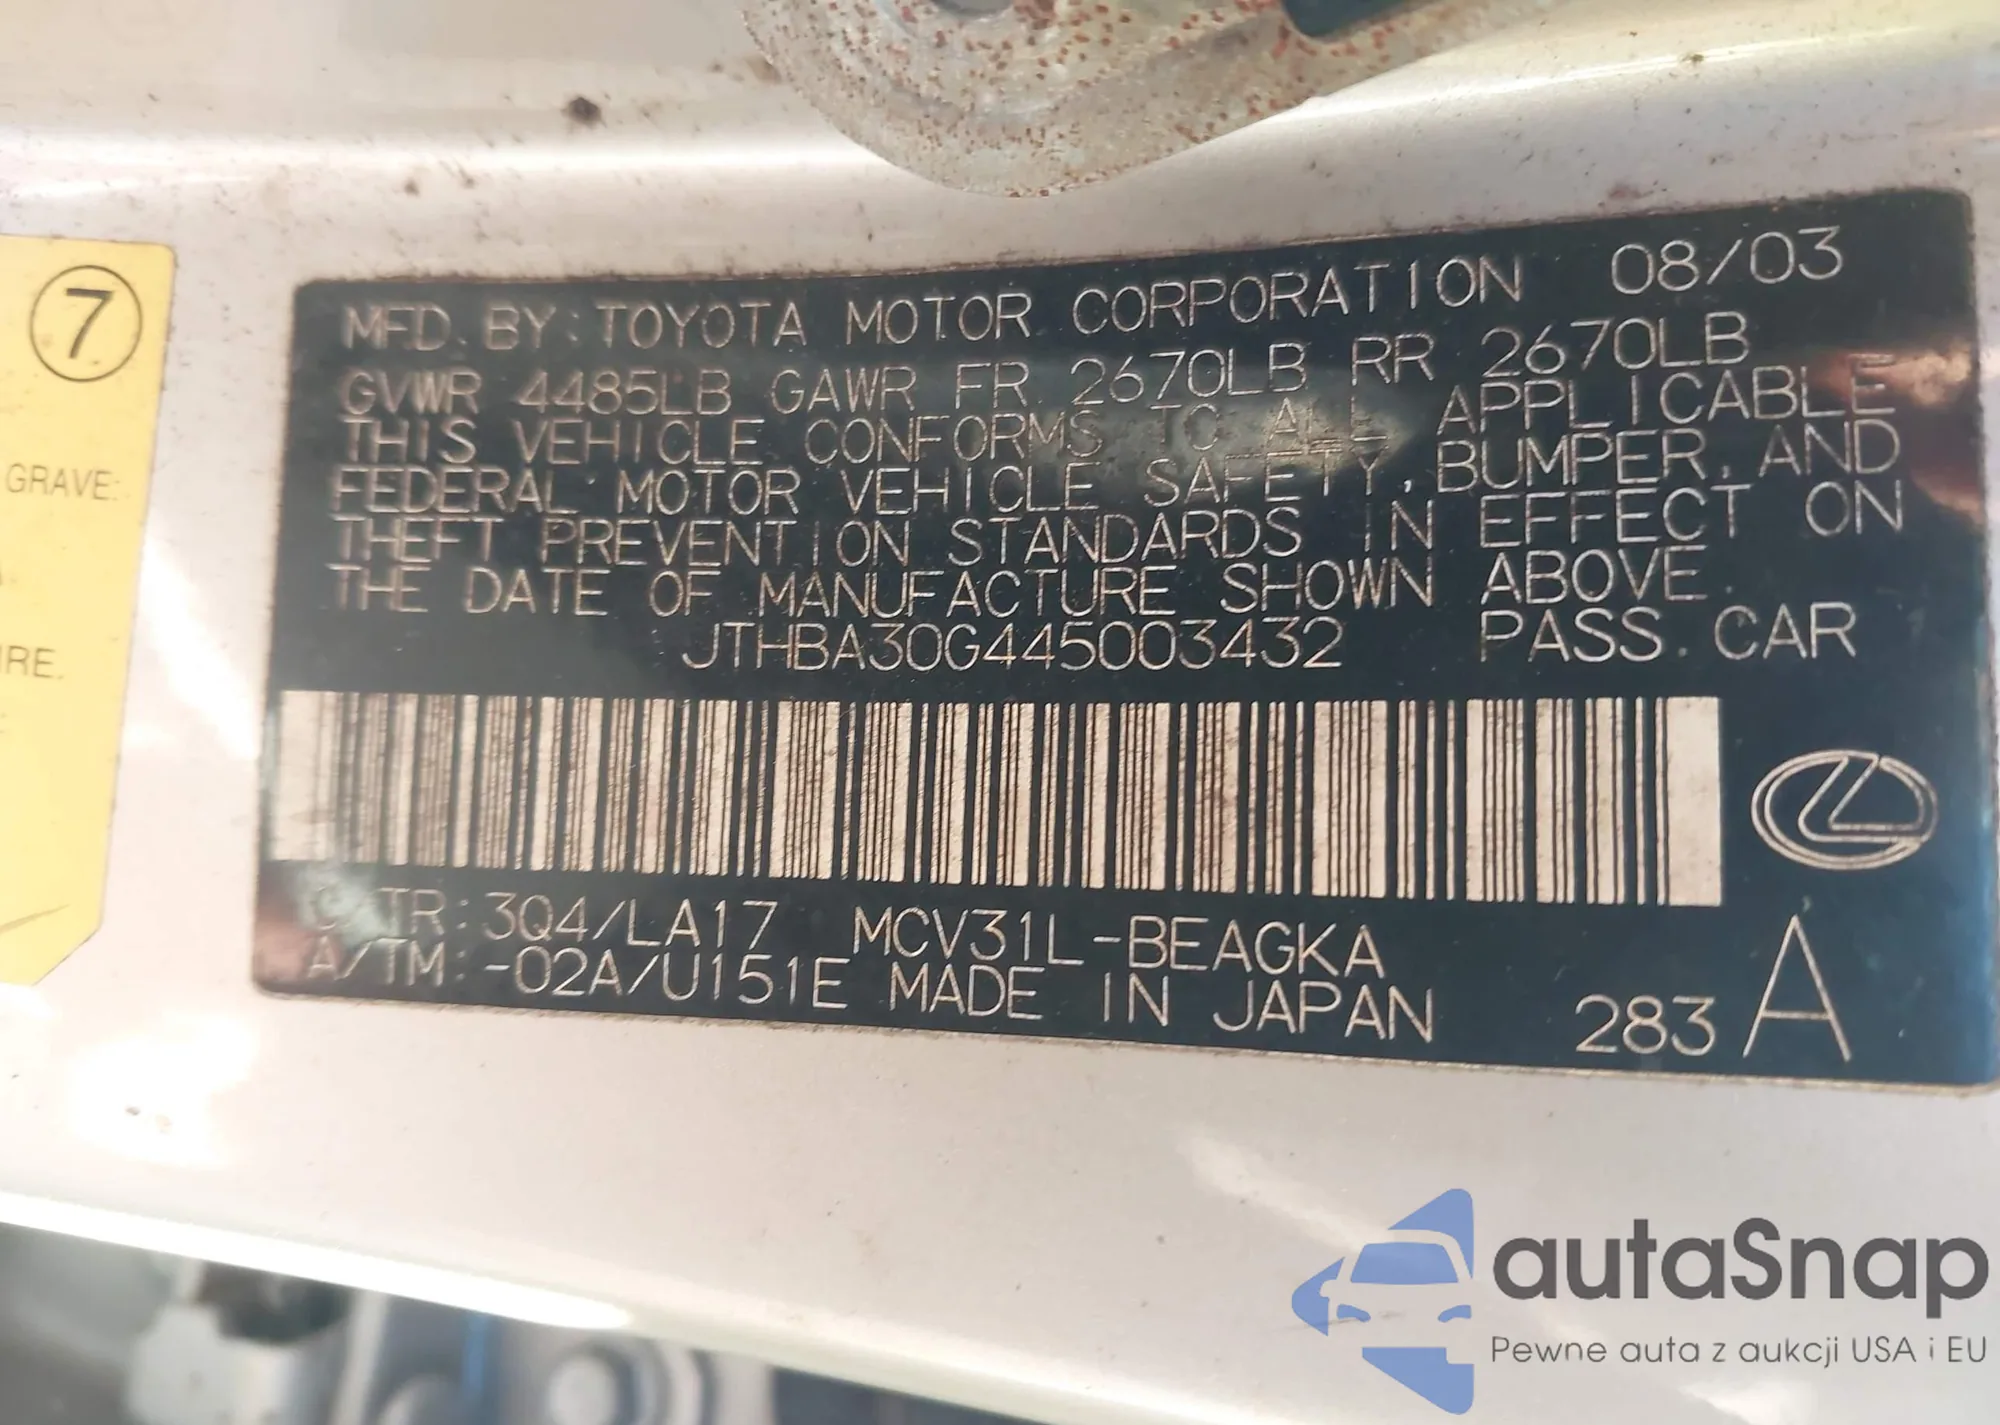 7
GRAVE:
IRE.
MFD. BY: TOYOTA MOTOR CORPORATION 08/03
GVWR 4485LB GAWR FR 2670LB RR 2670LB
THIS VEHICLE CONFORMS TO ALL APPLICABLE
FEDERAL MOTOR VEHICLE SAFETY, BUMPER, AND
THEFT PREVENTION STANDARDS IN EFFECT ON
THE DATE OF MANUFACTURE SHOWN ABOVE.
JTHBA30G445003432 PASS. CAR
C/TR: 3Q4/LA17 MCV31L-BEAGKA
A/TM: -02A/U151E MADE IN JAPAN 283 A
autaSnap
Pewne auta z aukcji USA i EU